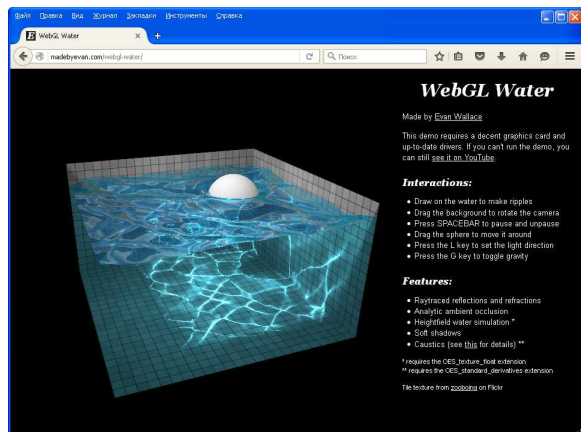 Файл Правка Вид Журнал Закладки Инструменты Справка
WebGL Water
madebyevan.com/webgl-water/
Поиск
WebGL Water
Made by Evan Wallace
This demo requires a decent graphics card and
up-to-date drivers. If you can't run the demo, you
can still see it on YouTube.
Interactions:
• Draw on the water to make ripples
• Drag the background to rotate the camera
• Press SPACEBAR to pause and unpause
• Drag the sphere to move it around
• Press the L key to set the light direction
• Press the G key to toggle gravity
Features:
• Raytraced reflections and refractions
• Analytic ambient occlusion
• Heightfield water simulation *
• Soft shadows
• Caustics (see this for details) **
* requires the OES_texture_float extension
** requires the OES_standard_derivatives extension
Tile texture from zooboing on Flickr